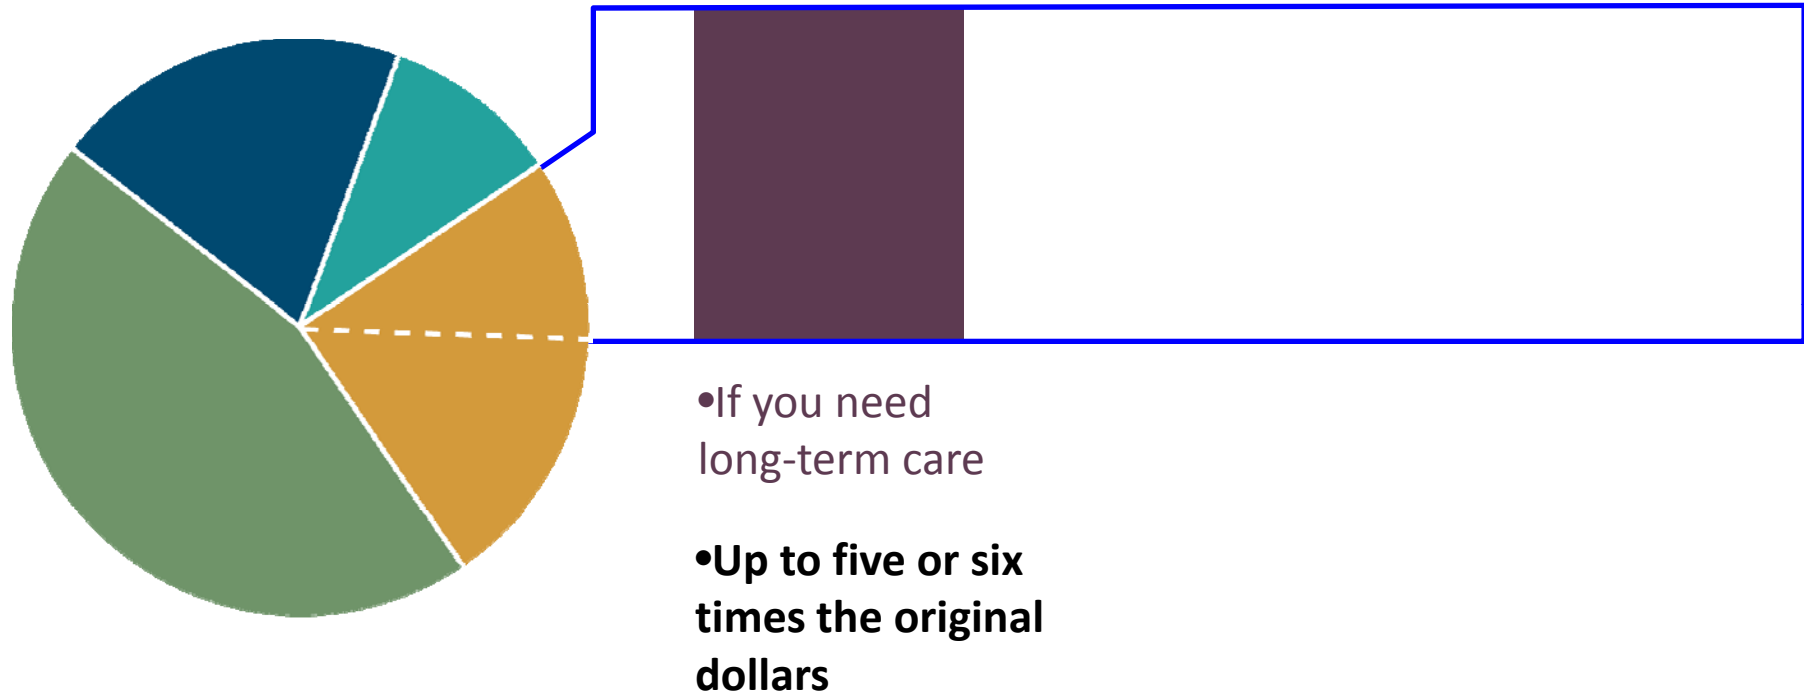 •If you need
long-term care
•Up to five or six
times the original
dollars